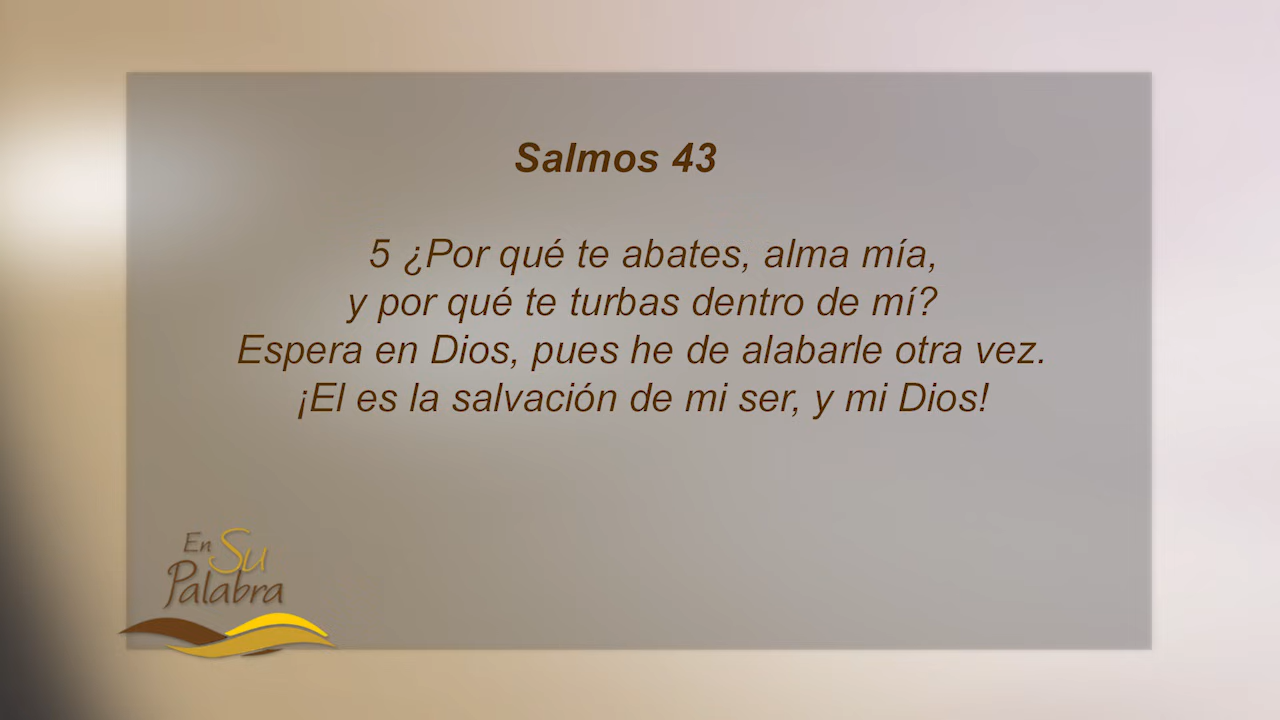 Salmos 43
5 ¿Por qué te abates, alma mía,
y por qué te turbas dentro de mí?
Espera en Dios, pues he de alabarle otra vez.
¡El es la salvación de mi ser, y mi Dios!
En Su
Palabra